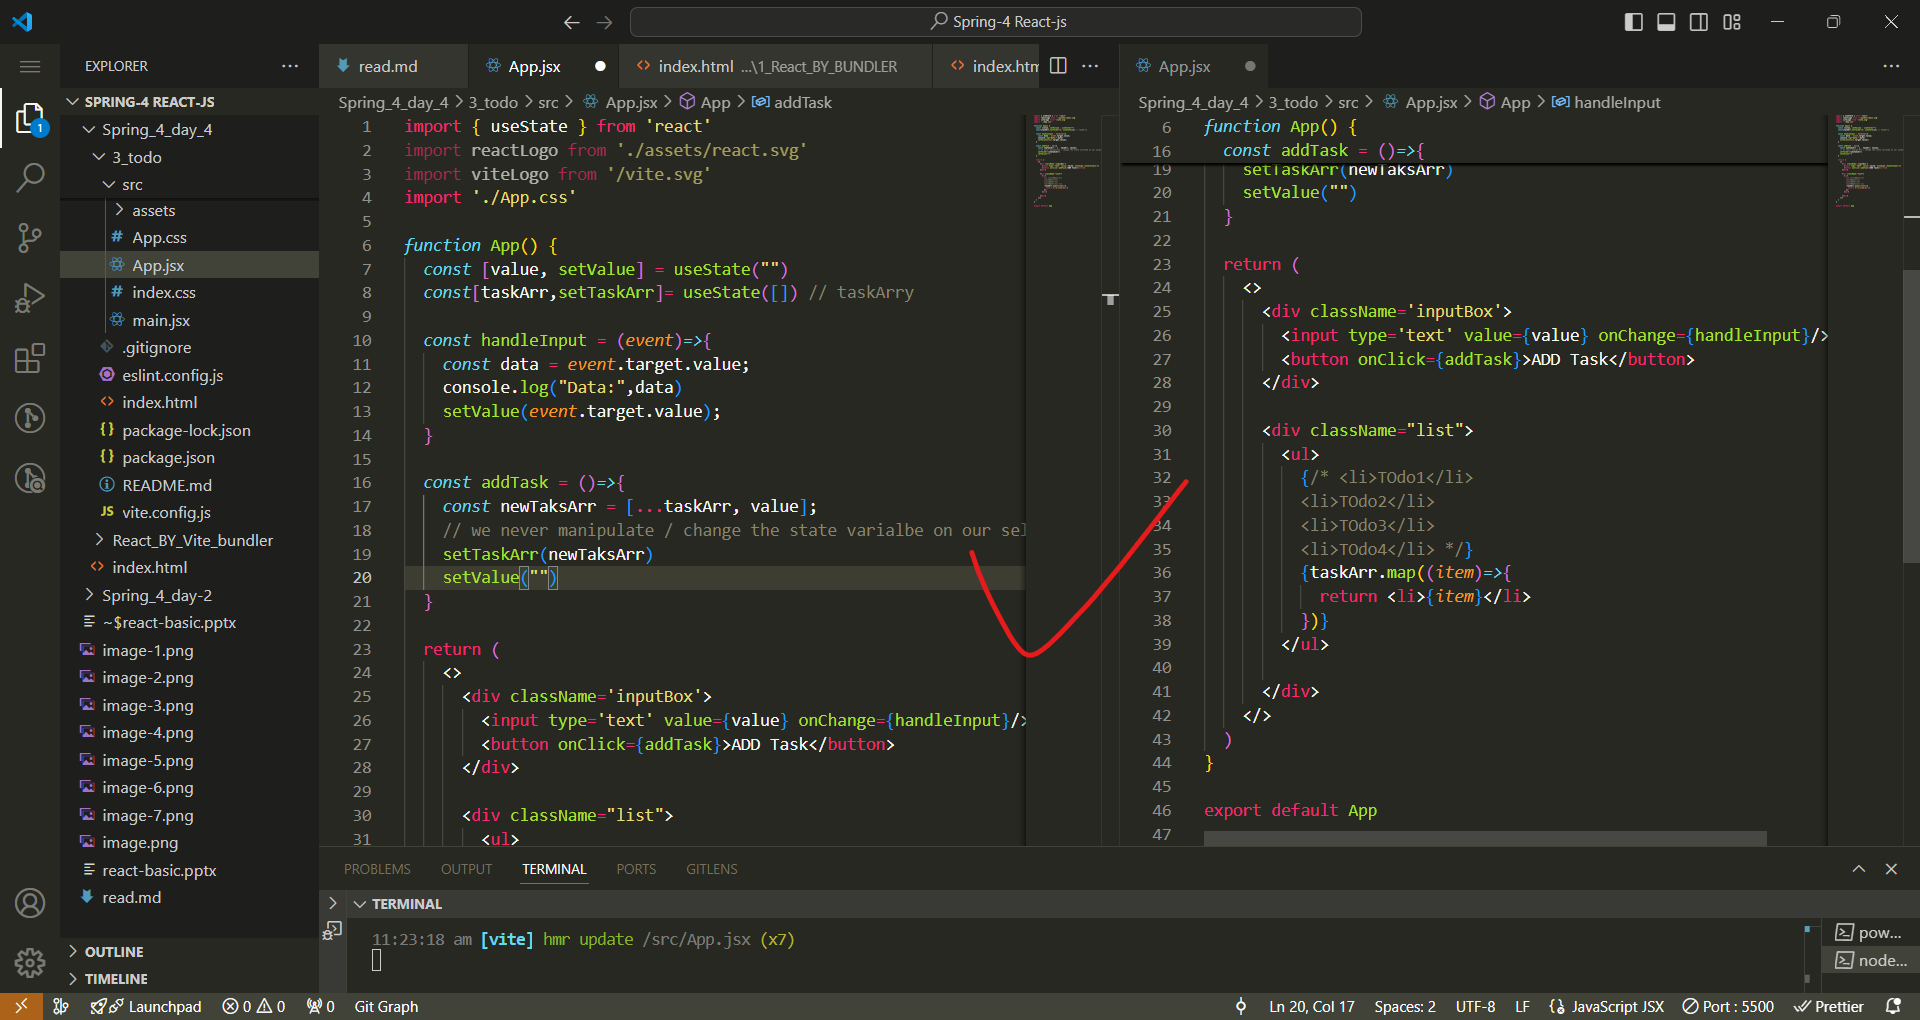 Spring-4 React-js
EXPLORER
SPRING-4 REACT-JS
Spring_4_day_4
3_todo
src
assets
# App.css
App.jsx
# index.css
main.jsx
.gitignore
eslint.config.js
<> index.html
{} package-lock.json
{} package.json
README.md
JS vite.config.js
React_BY_Vite_bundler
<> index.html
Spring_4_day-2
~$react-basic.pptx
image-1.png
image-2.png
image-3.png
image-4.png
image-5.png
image-6.png
image-7.png
image.png
react-basic.pptx
read.md
OUTLINE
TIMELINE
1
read.md
App.jsx
<> index.html ...\1_React_BY_BUNDLER
<> index.htm
Spring_4_day_4 > 3_todo > src > App.jsx > App > addTask
1 import { useState } from 'react'
2 import reactLogo from './assets/react.svg'
3 import viteLogo from '/vite.svg'
4 import './App.css'
5
6 function App() {
7 const [value, setValue] = useState("")
8 const[taskArr,setTaskArr]= useState([]) // taskArry
9
10 const handleInput = (event)=>{
11 const data = event.target.value;
12 console.log("Data:",data)
13 setValue(event.target.value);
14 }
15
16 const addTask = ()=>{
17 const newTaksArr = [...taskArr, value];
18 // we never manipulate / change the state varialbe on our sel
19 setTaskArr(newTaksArr)
20 setValue("")
21 }
22
23 return (
24 <>
25 <div className='inputBox'>
26 <input type='text' value={value} onChange={handleInput}/>
27 <button onClick={addTask}>ADD Task</button>
28 </div>
29
30 <div className="list">
31 <ul>
App.jsx
Spring_4_day_4 > 3_todo > src > App.jsx > App > handleInput
6 function App() {
16 const addTask = ()=>{
19 setTaskArr(newTaksArr)
20 setValue("")
21 }
22
23 return (
24 <>
25 <div className='inputBox'>
26 <input type='text' value={value} onChange={handleInput}/>
27 <button onClick={addTask}>ADD Task</button>
28 </div>
29
30 <div className="list">
31 <ul>
32 {/* <li>TOdo1</li>
33 <li>TOdo2</li>
34 <li>TOdo3</li>
35 <li>TOdo4</li> */}
36 {taskArr.map((item)=>{
37 return <li>{item}</li>
38 })}
39 </ul>
40
41 </div>
42 </>
43 )
44 }
45
46 export default App
47
PROBLEMS OUTPUT TERMINAL PORTS GITLENS
TERMINAL
11:23:18 am [vite] hmr update /src/App.jsx (x7)
pow...
node...
Launchpad 0 0 0 Git Graph Ln 20, Col 17 Spaces: 2 UTF-8 LF {} JavaScript JSX Port : 5500 Prettier